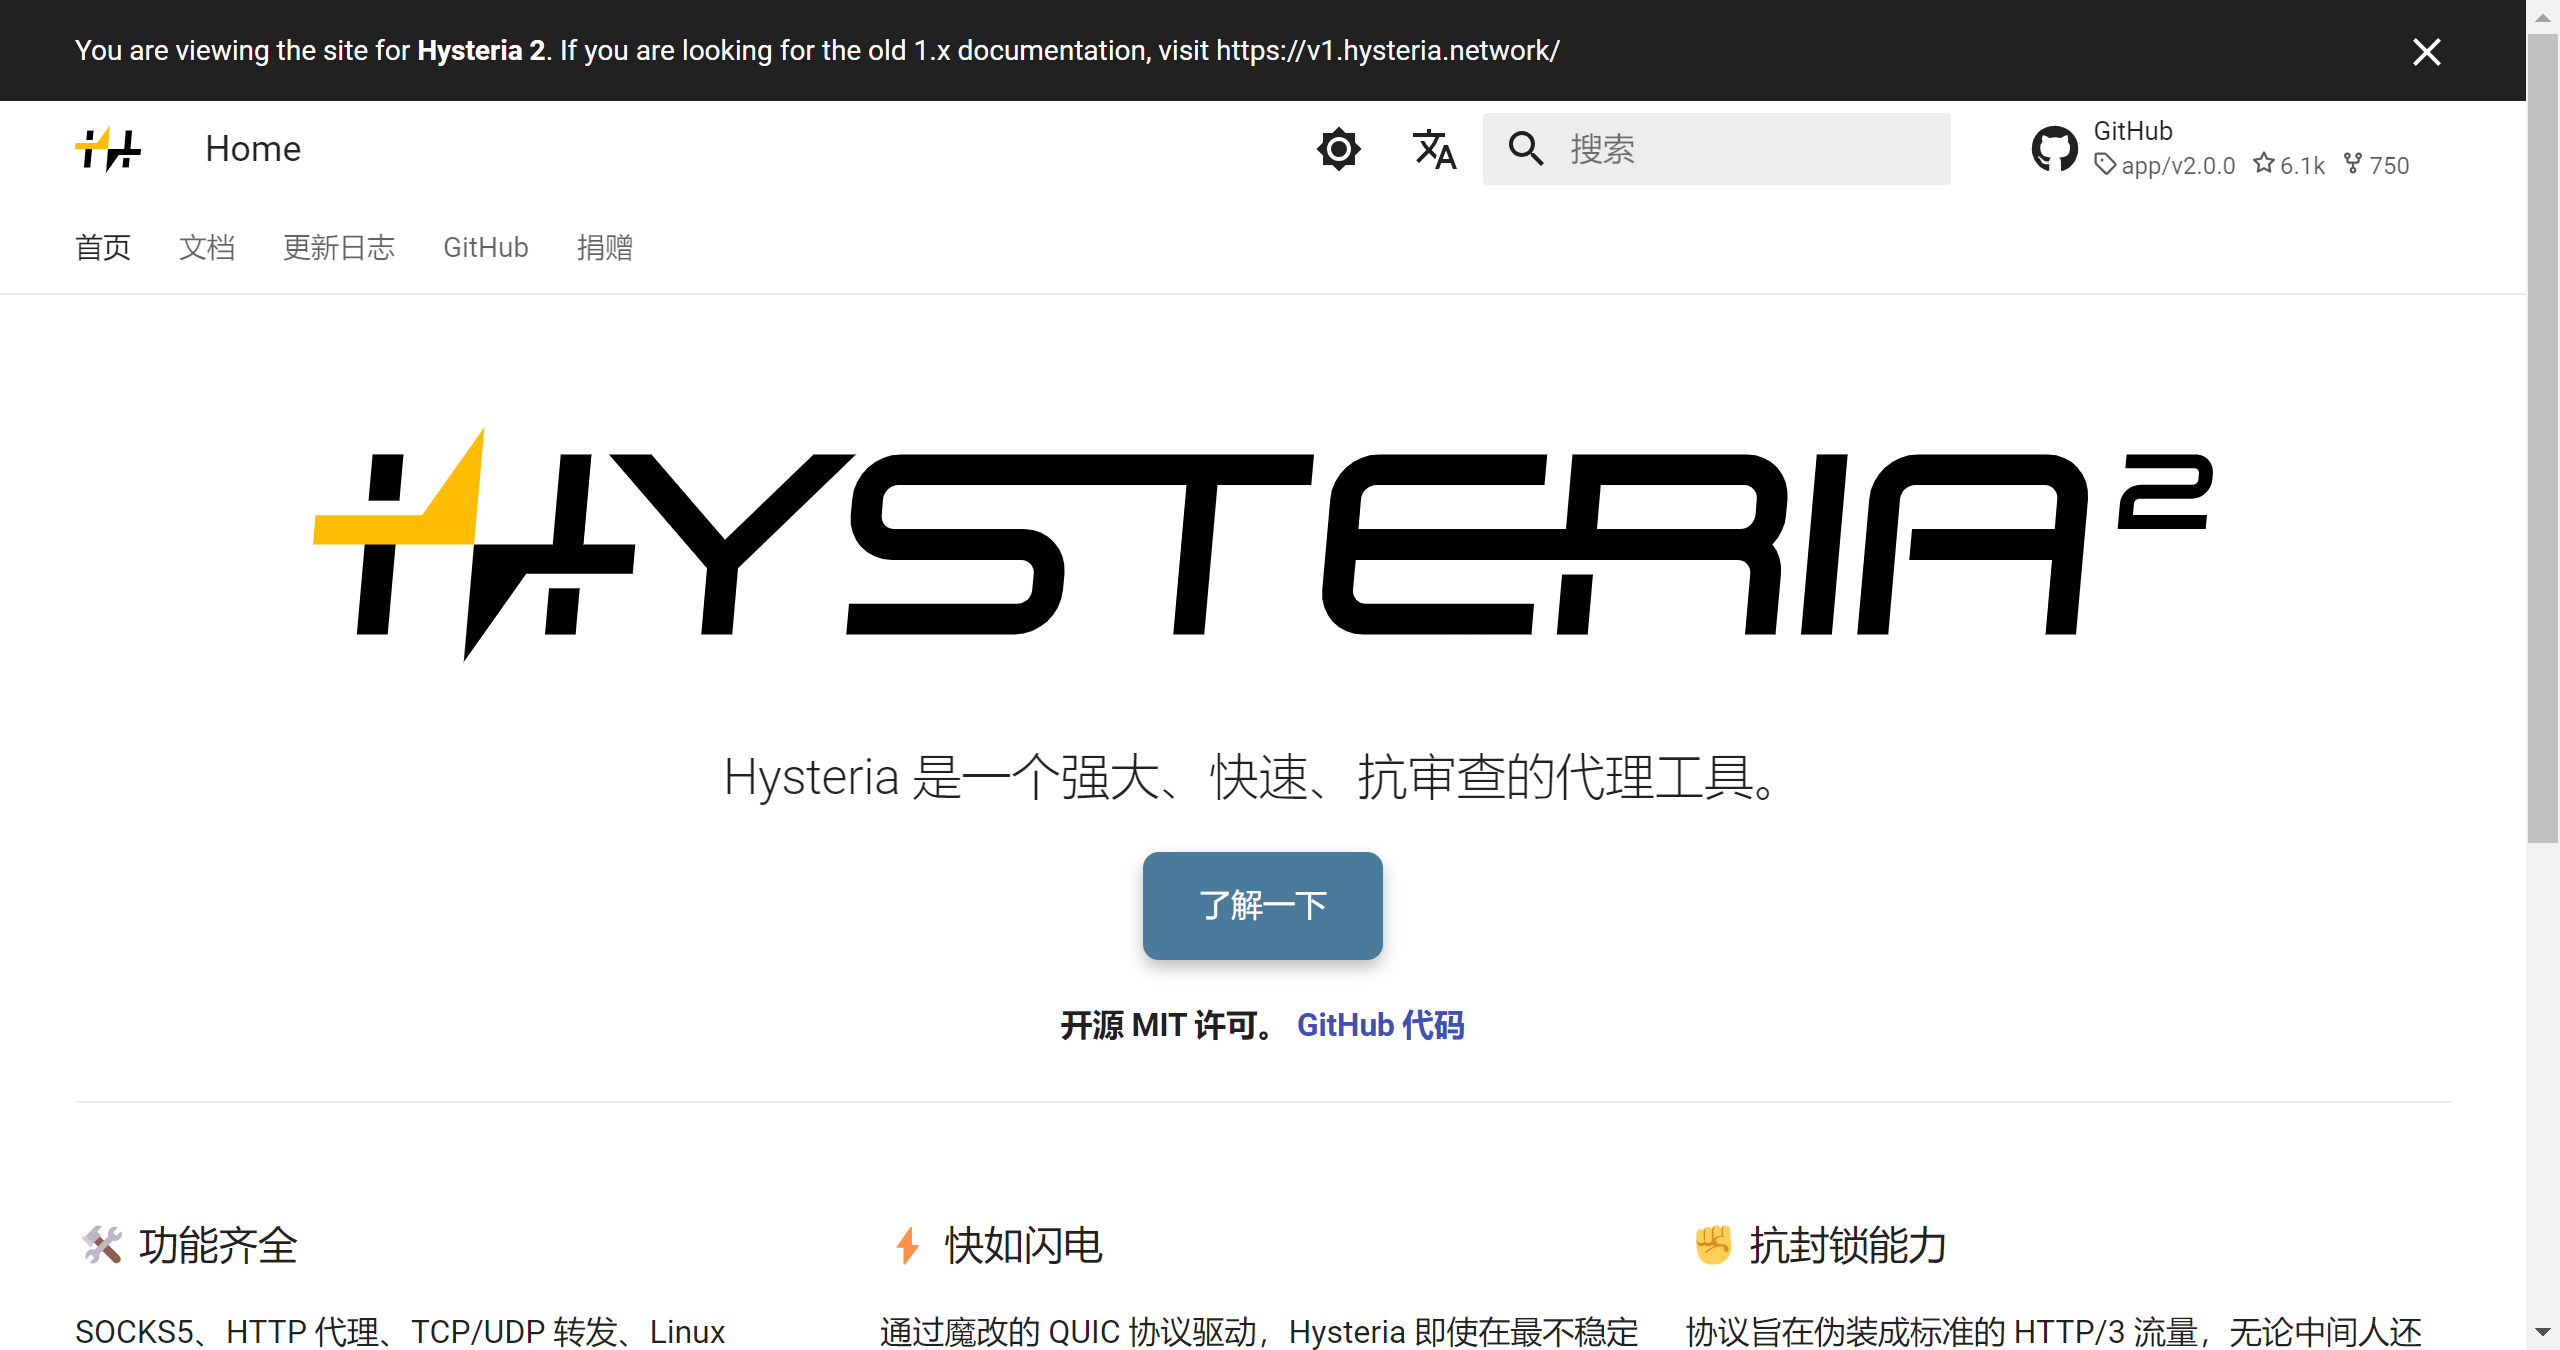 You are viewing the site for Hysteria 2. If you are looking for the old 1.x documentation, visit https://v1.hysteria.network/
Home
搜索
GitHub
app/v2.0.0 6.1k 750
首页 文档 更新日志 GitHub 捐赠
HYSTERIA 2
Hysteria 是一个强大、快速、抗审查的代理工具。
了解一下
开源 MIT 许可。 GitHub 代码
功能齐全
SOCKS5、HTTP 代理、TCP/UDP 转发、Linux
快如闪电
通过魔改的 QUIC 协议驱动，Hysteria 即使在最不稳定
抗封锁能力
协议旨在伪装成标准的 HTTP/3 流量，无论中间人还